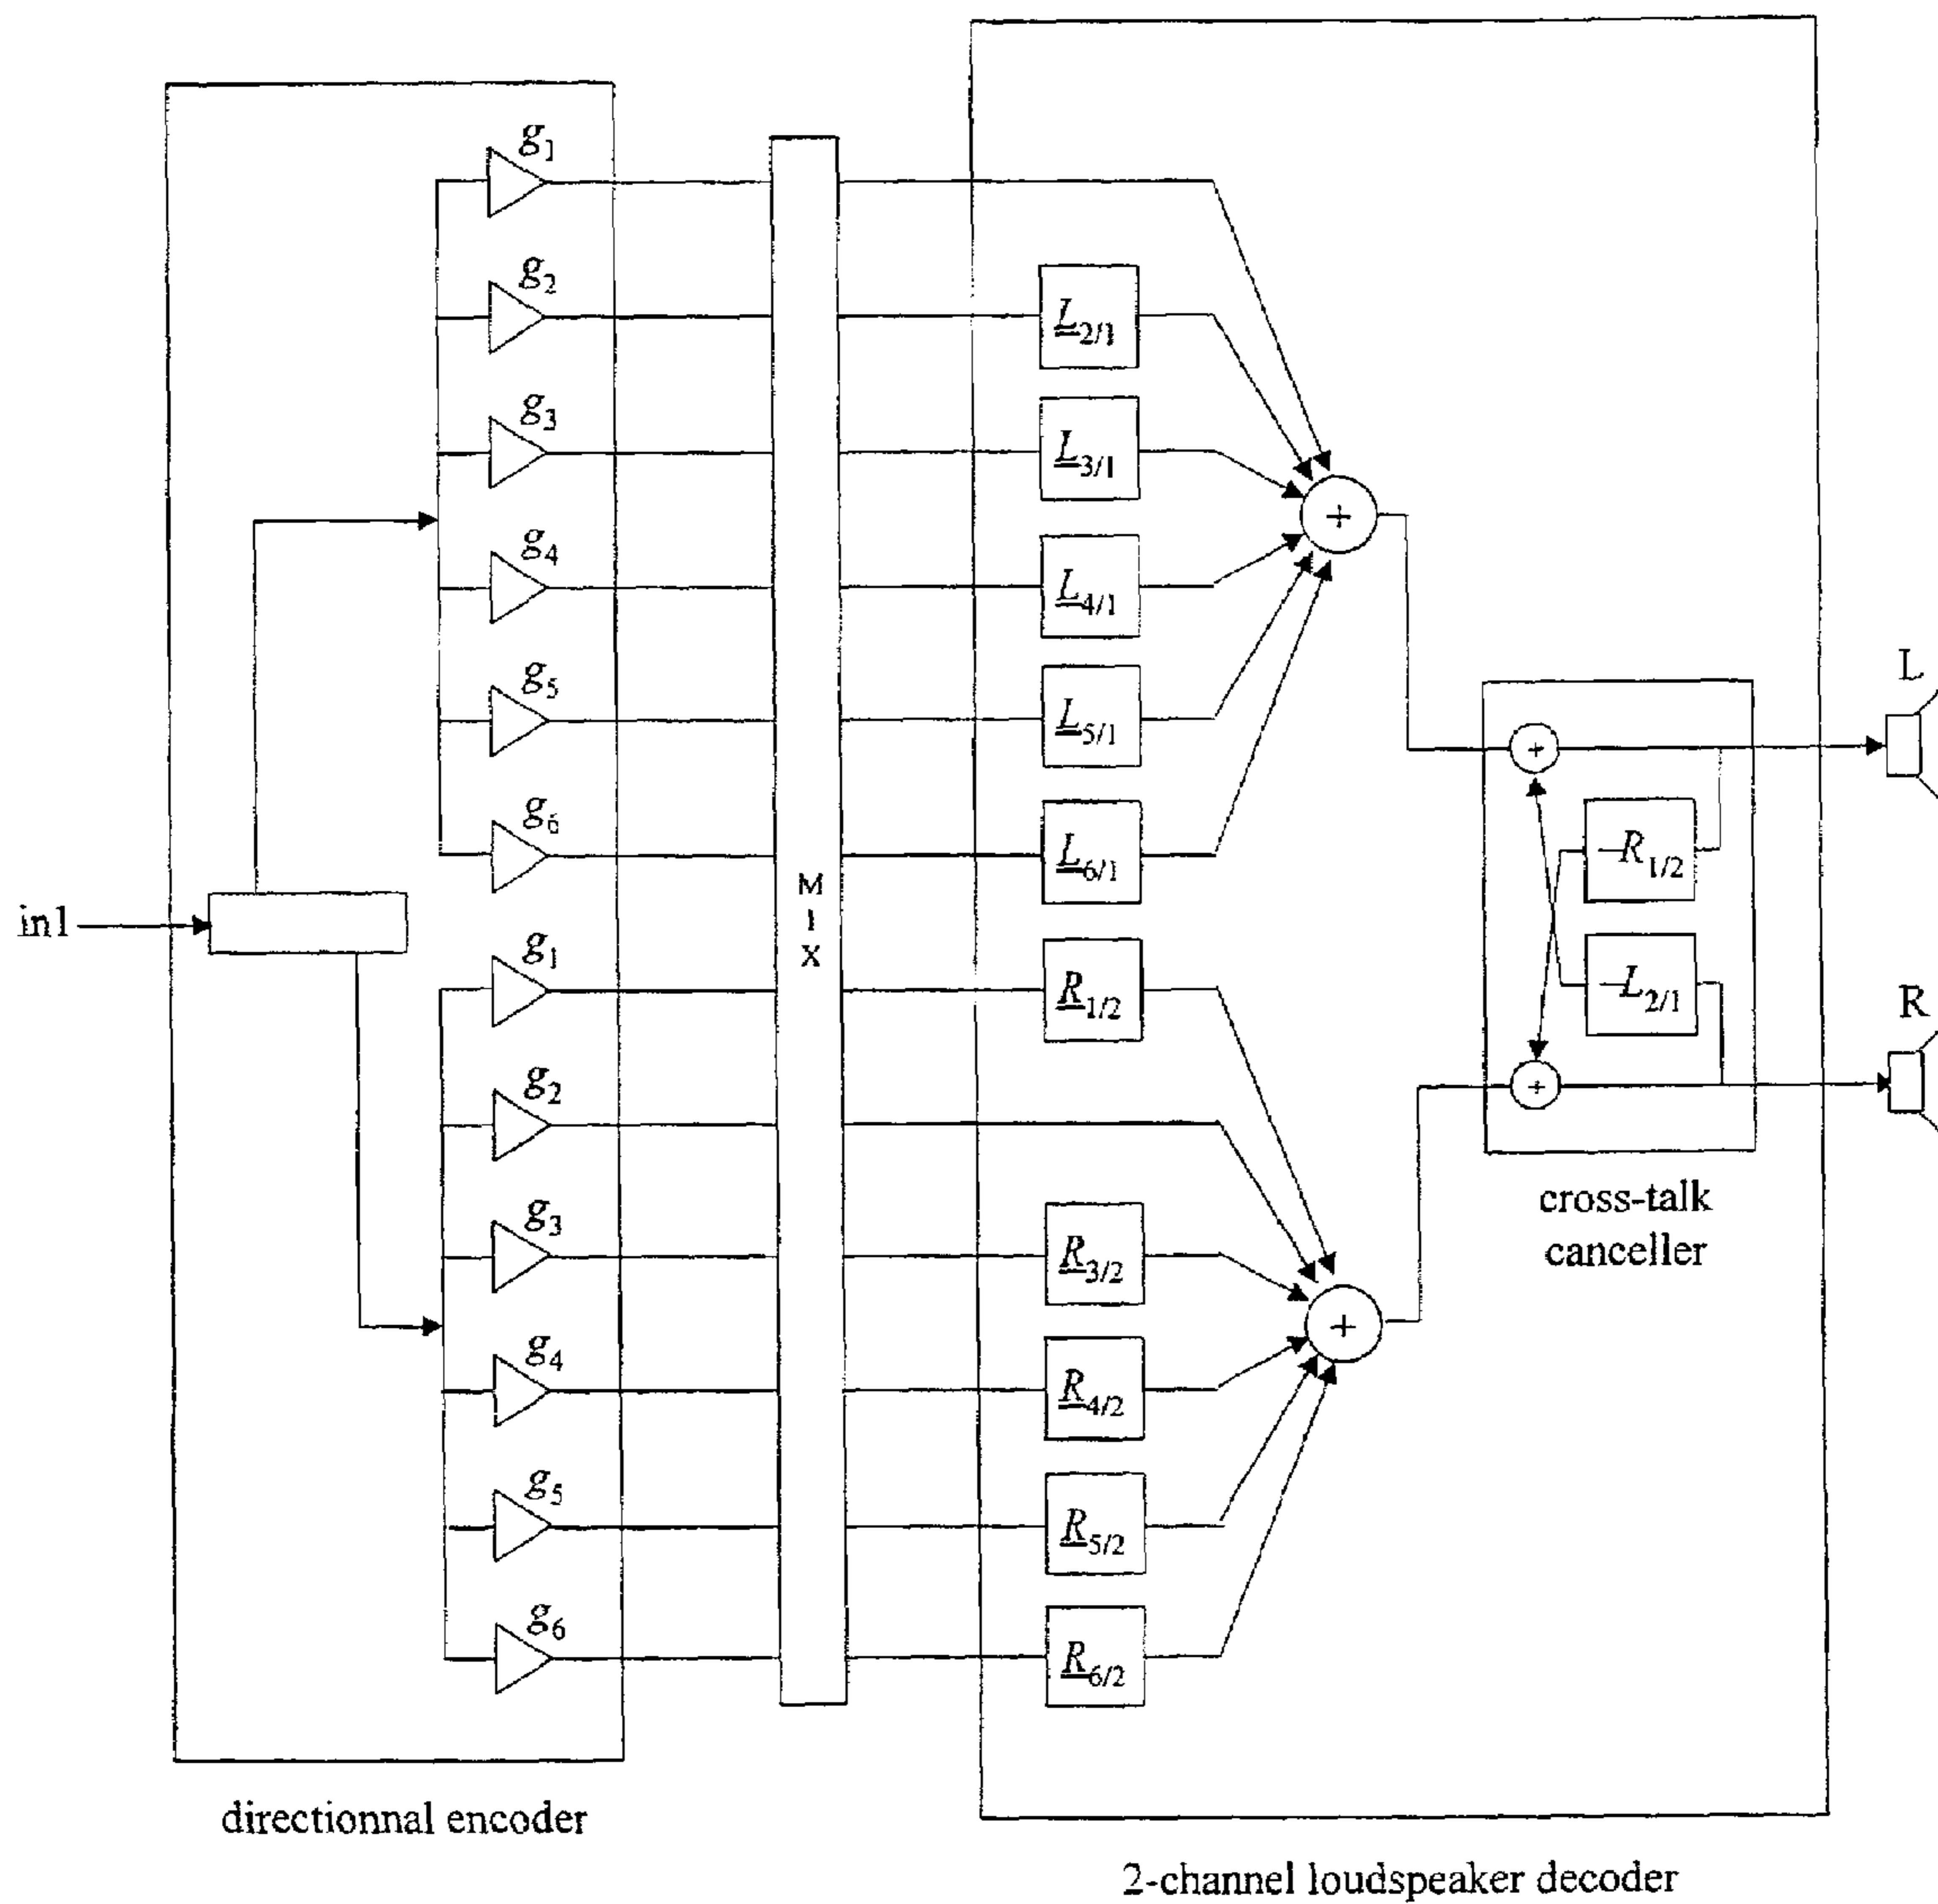 g1
g2
g3
g4
g5
g6
in1
g1
g2
g3
g4
g5
g6
M
I
X
L2/1
L3/1
L4/1
L5/1
L6/1
R1/2
R3/2
R4/2
R5/2
R6/2
+
+
+
+
–R1/2
–L2/1
L
R
cross-talk
canceller
directionnal encoder
2-channel loudspeaker decoder